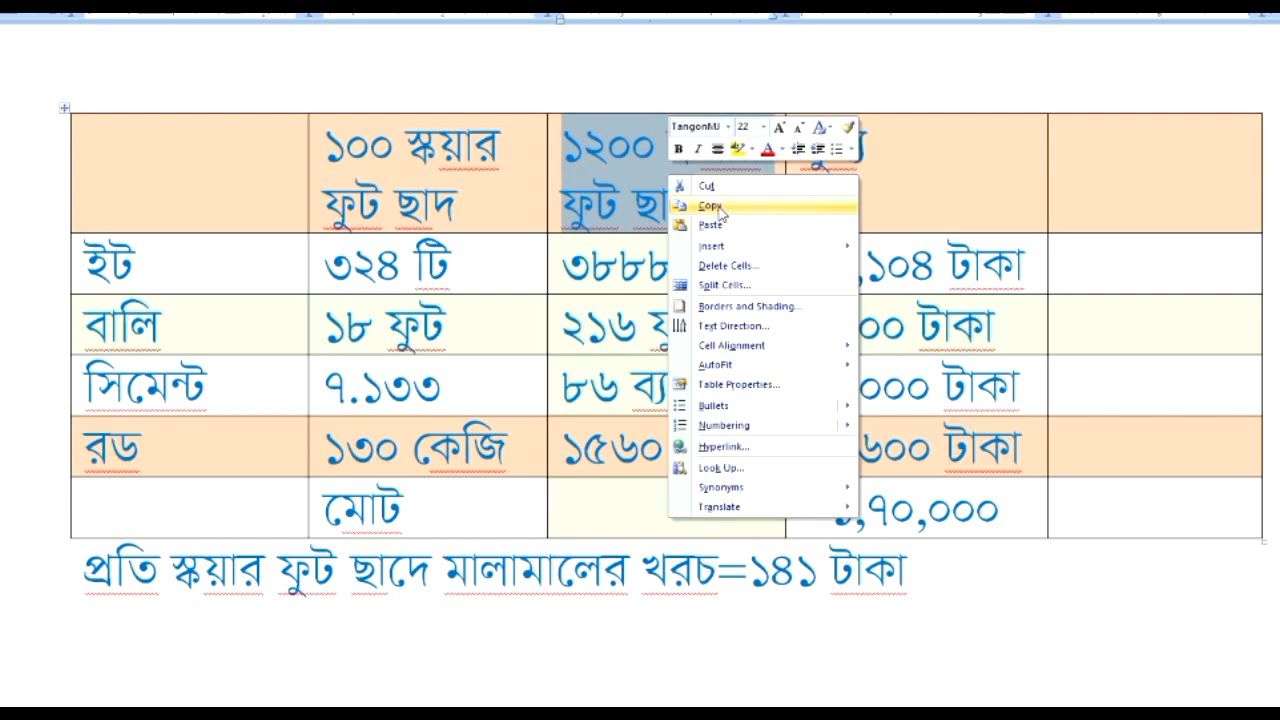 ১০০ স্কয়ার ফুট ছাদ
১২০০
ফুট
ইট ৩২৪ টি ৩৮৮৮ ,১০৪ টাকা
বালি ১৮ ফুট ২১৬ ০০ টাকা
সিমেন্ট ৭.১৩৩ ৮৬ ০০০ টাকা
রড ১৩০ কেজি ১৫৬০ ৬০০ টাকা
মোট ,৭০,০০০
প্রতি স্কয়ার ফুট ছাদে মালামালের খরচ=১৪১ টাকা
TangonMJ 22
B I
Cut
Copy
Paste
Insert
Delete Cells...
Split Cells...
Borders and Shading...
Text Direction...
Cell Alignment
AutoFit
Table Properties...
Bullets
Numbering
Hyperlink...
Look Up...
Synonyms
Translate